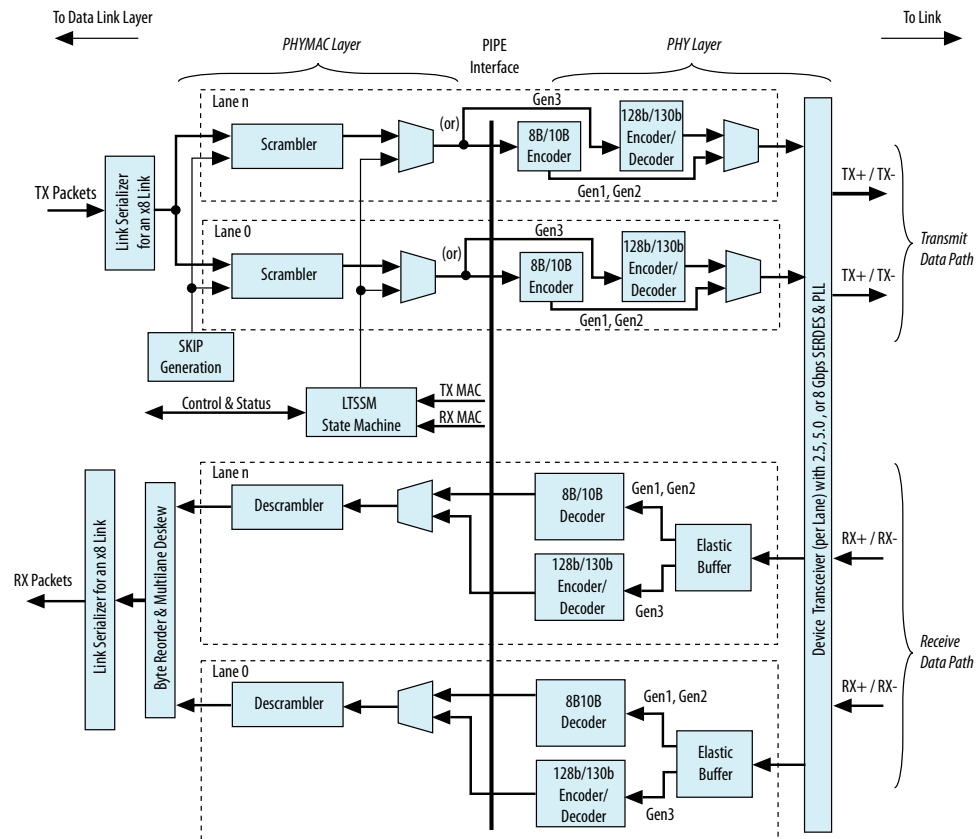 To Data Link Layer
To Link
PHYMAC Layer
PIPE
Interface
PHY Layer
Lane n
Gen3
(or)
Scrambler
8B/10B
Encoder
128b/130b
Encoder/
Decoder
Gen1, Gen2
TX Packets
Link Serializer
for an x8 Link
TX+ / TX-
Lane 0
Gen3
(or)
Scrambler
8B/10B
Encoder
128b/130b
Encoder/
Decoder
Gen1, Gen2
TX+ / TX-
Transmit
Data Path
SKIP
Generation
Control & Status
LTSSM
State Machine
TX MAC
RX MAC
Device Transceiver (per Lane) with 2.5, 5.0 , or 8 Gbps SERDES & PLL
Lane n
Descrambler
8B/10B
Decoder
Gen1, Gen2
128b/130b
Encoder/
Decoder
Gen3
Elastic
Buffer
RX+ / RX-
RX Packets
Link Serializer for an x8 Link
Byte Reorder & Multilane Deskew
Receive
Data Path
Lane 0
Descrambler
8B10B
Decoder
Gen1, Gen2
128b/130b
Encoder/
Decoder
Gen3
Elastic
Buffer
RX+ / RX-